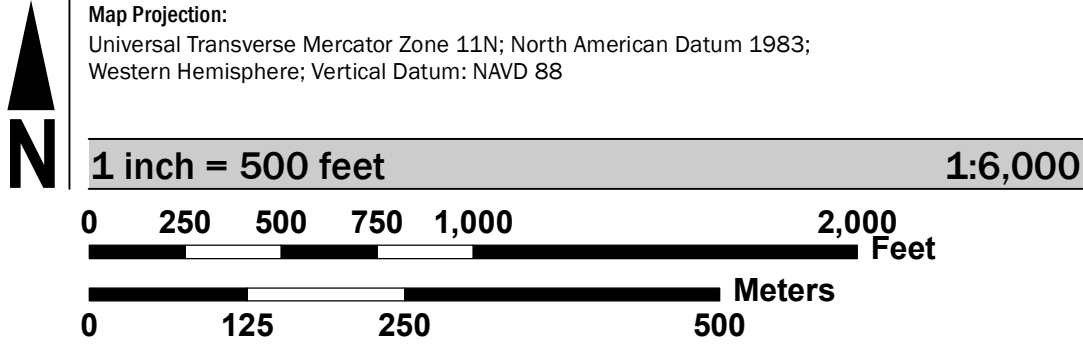 Map Projection:
Universal Transverse Mercator Zone 11N; North American Datum 1983;
Western Hemisphere; Vertical Datum: NAVD 88
N
1 inch = 500 feet 1:6,000
0 250 500 750 1,000 2,000
Feet
Meters
0 125 250 500